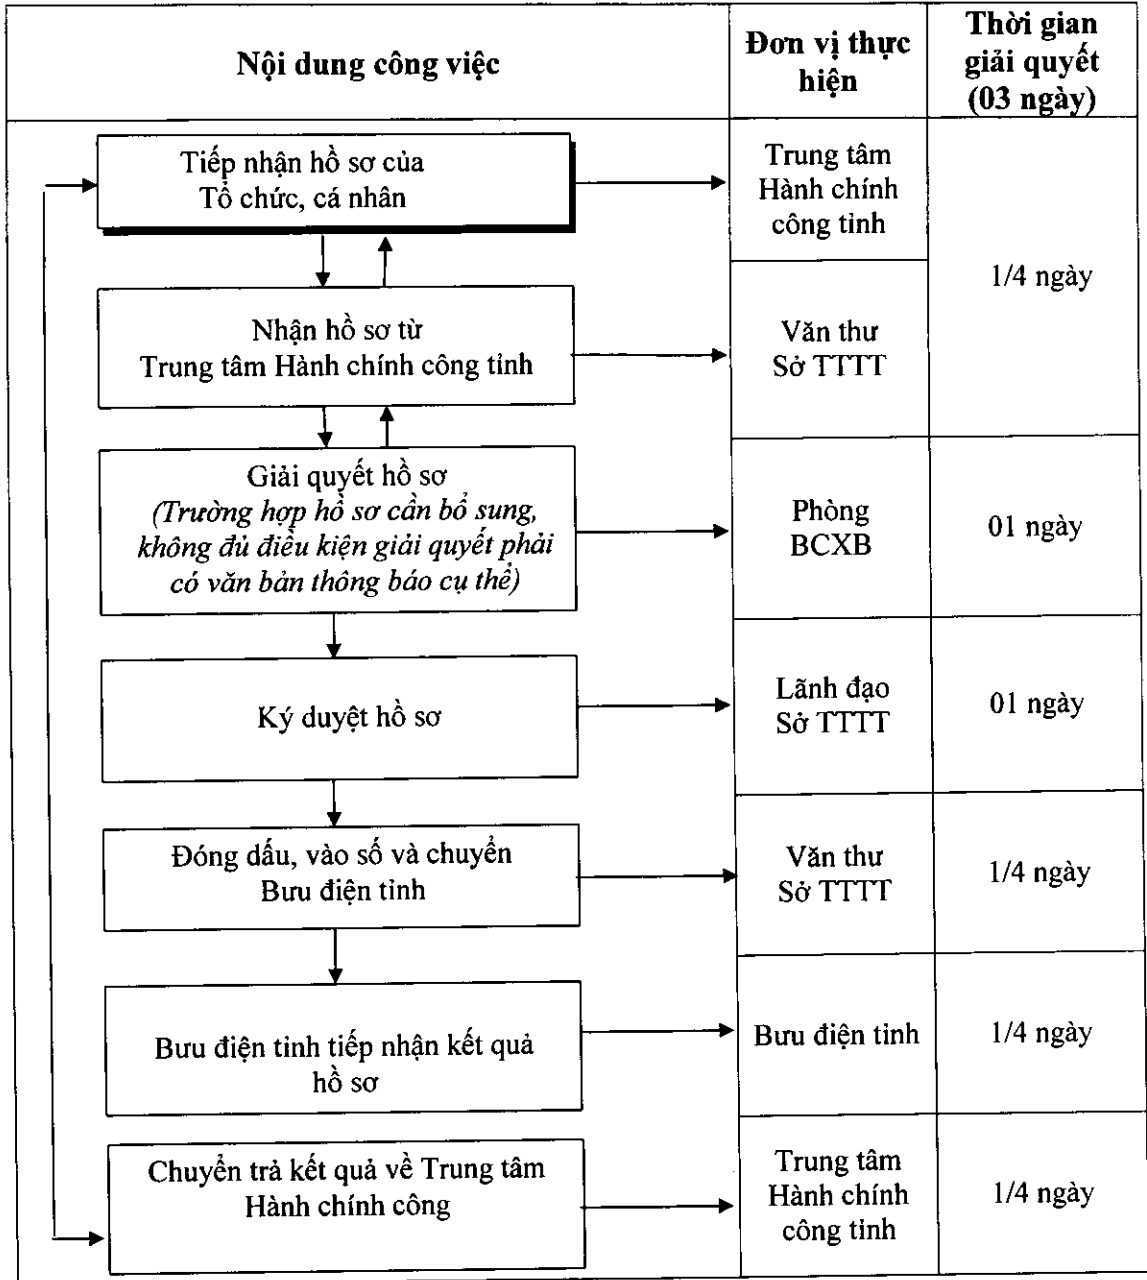 Nội dung công việc
Đơn vị thực
hiện
Thời gian
giải quyết
(03 ngày)
Tiếp nhận hồ sơ của
Tổ chức, cá nhân
Trung tâm
Hành chính
công tỉnh
1/4 ngày
Nhận hồ sơ từ
Trung tâm Hành chính công tỉnh
Văn thư
Sở TTTT
Giải quyết hồ sơ
(Trường hợp hồ sơ cần bổ sung,
không đủ điều kiện giải quyết phải
có văn bản thông báo cụ thể)
Phòng
BCXB
01 ngày
Ký duyệt hồ sơ
Lãnh đạo
Sở TTTT
01 ngày
Đóng dấu, vào số và chuyển
Bưu điện tỉnh
Văn thư
Sở TTTT
1/4 ngày
Bưu điện tỉnh tiếp nhận kết quả
hồ sơ
Bưu điện tỉnh
1/4 ngày
Chuyển trả kết quả về Trung tâm
Hành chính công
Trung tâm
Hành chính
công tỉnh
1/4 ngày